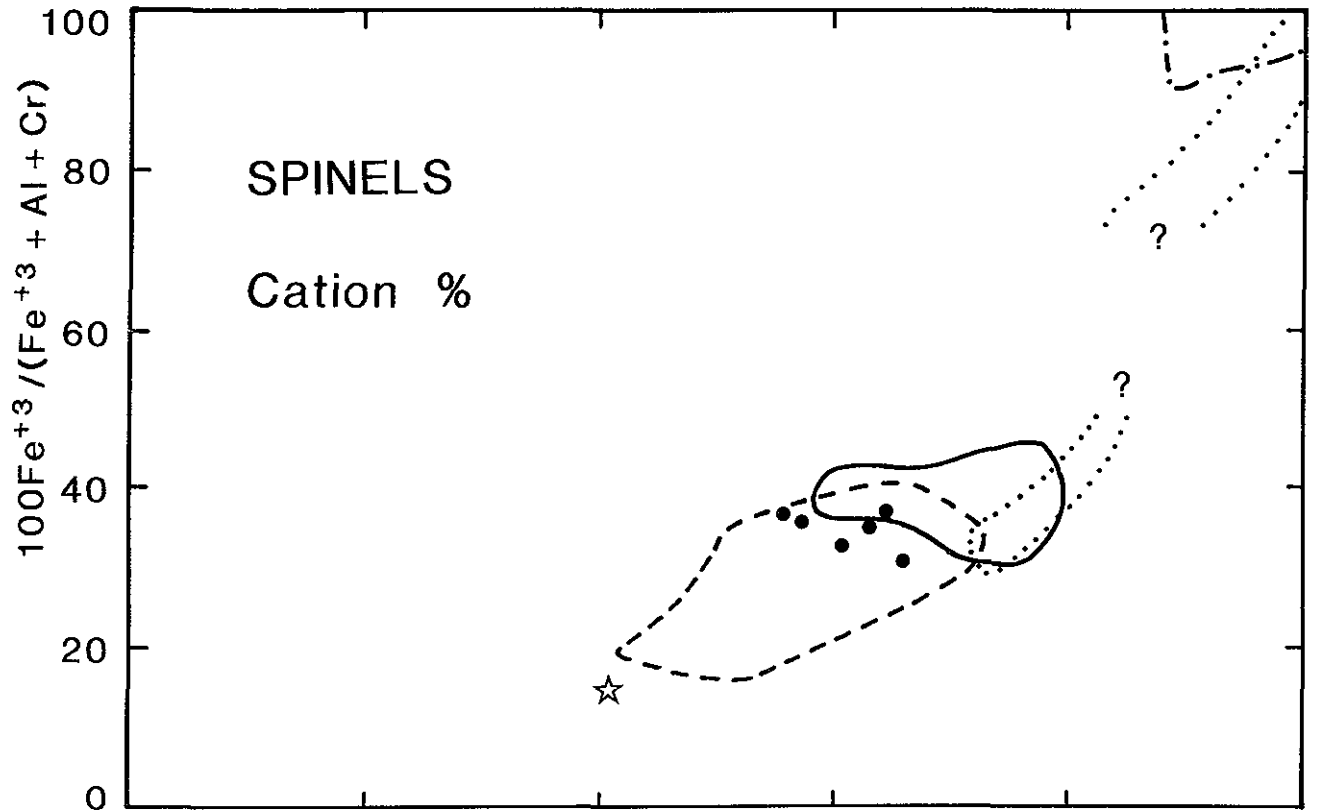 100Fe⁺³/(Fe⁺³ + Al + Cr)
100
80
60
40
20
0
SPINELS
Cation %
?
?